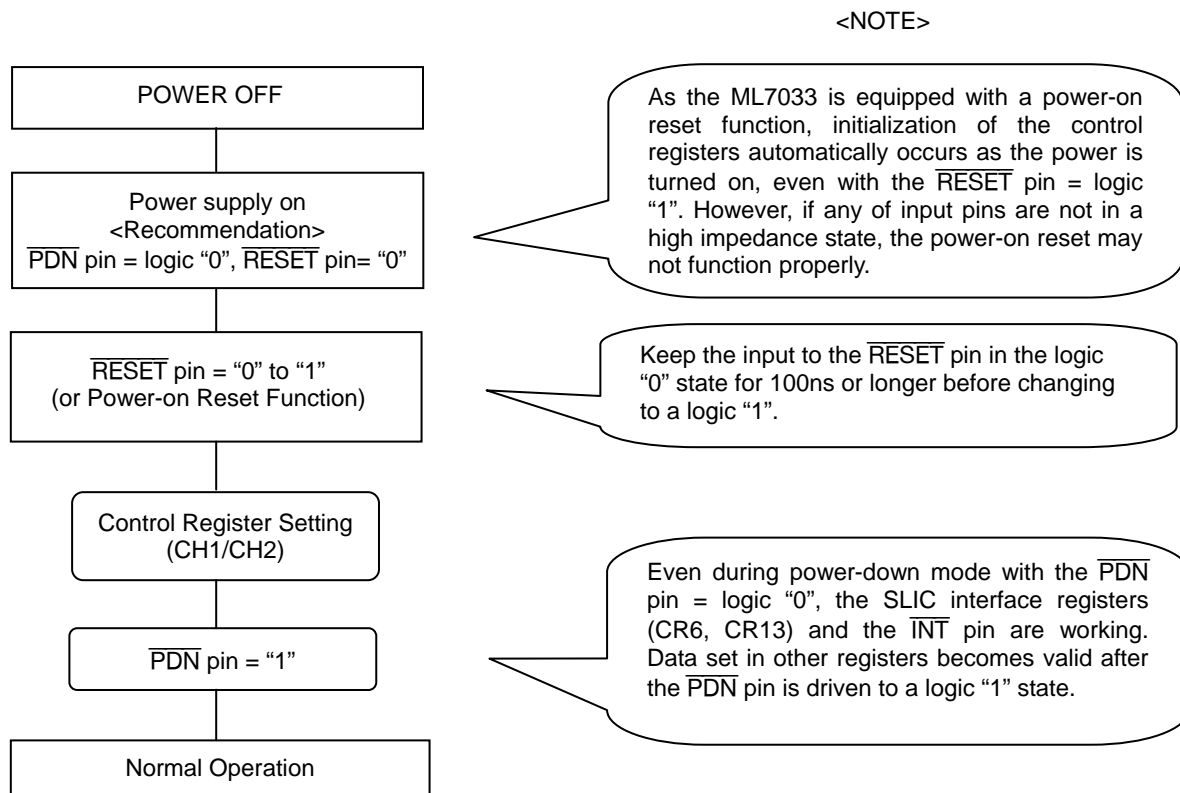 <NOTE>
POWER OFF
Power supply on
<Recommendation>
PDN pin = logic “0”, RESET pin= “0”
As the ML7033 is equipped with a power-on
reset function, initialization of the control
registers automatically occurs as the power is
turned on, even with the RESET pin = logic
“1”. However, if any of input pins are not in a
high impedance state, the power-on reset may
not function properly.
RESET pin = “0” to “1”
(or Power-on Reset Function)
Keep the input to the RESET pin in the logic
“0” state for 100ns or longer before changing
to a logic “1”.
Control Register Setting
(CH1/CH2)
PDN pin = “1”
Even during power-down mode with the PDN
pin = logic “0”, the SLIC interface registers
(CR6, CR13) and the INT pin are working.
Data set in other registers becomes valid after
the PDN pin is driven to a logic “1” state.
Normal Operation